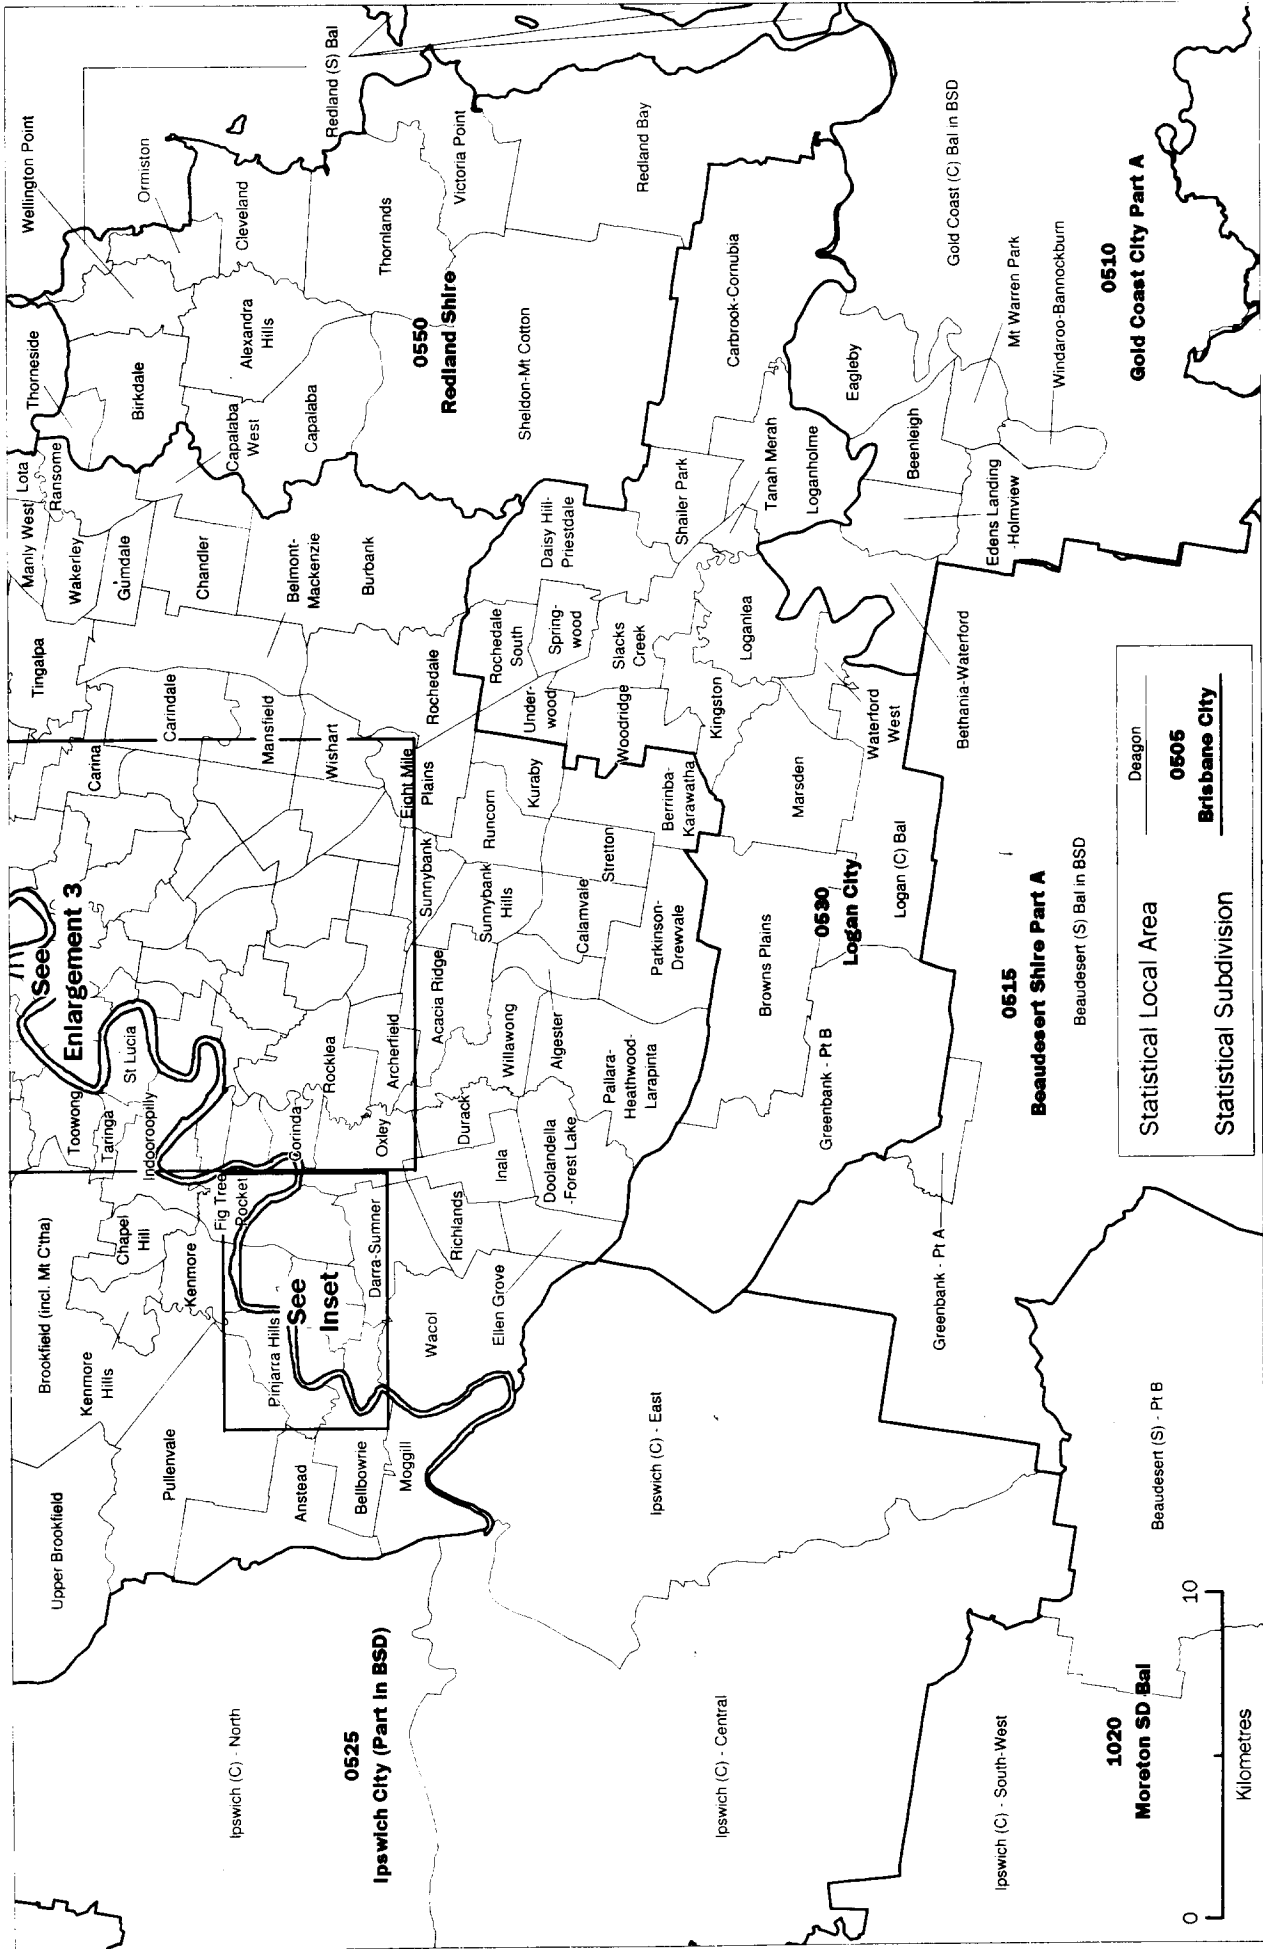 Upper Brookfield
Brookfield (incl. Mt C'tha)
Kenmore
Hills
Chapel
Hill
Kenmore
Pullenvale
Fig Tree
Pocket
Pinjarra Hills
See
Inset
Anstead
Bellbowrie
Moggill
Darra-Sumner
Wacol
Ellen Grove
Richlands
Inala
Doolandella
-Forest Lake
Durack
Oxley
Corinda
Toowong
Taringa
Indooroopilly
St Lucia
See
Enlargement 3
Rocklea
Archerfield
Acacia Ridge
Willawong
Algester
Pallara-
Heathwood-
Larapinta
Parkinson-
Drewvale
Calamvale
Stretton
Sunnybank
Sunnybank
Hills
Runcorn
Kuraby
Berrinba-
Karawatha
Eight Mile
Plains
Wishart
Mansfield
Carindale
Carina
Tingalpa
Manly West
Lota
Ransome
Wakerley
Gumdale
Chandler
Belmont-
Mackenzie
Burbank
Rochedale
Wellington Point
Ormiston
Thorneside
Birkdale
Cleveland
Alexandra
Hills
Capalaba
West
Capalaba
Redland (S) Bal
Thornlands
Victoria Point
0550
Redland Shire
Sheldon-Mt Cotton
Redland Bay
Rochedale
South
Spring-
wood
Daisy Hill-
Priestdale
Under-
wood
Slacks
Creek
Woodridge
Kingston
Loganlea
Shailer Park
Tanah Merah
Loganholme
Carbrook-Cornubia
Marsden
Waterford
West
Browns Plains
0530
Logan City
Logan (C) Bal
Greenbank - Pt B
Greenbank - Pt A
Eagleby
Beenleigh
Edens Landing
-Holmview
Bethania-Waterford
Mt Warren Park
Windaroo-Bannockburn
Gold Coast (C) Bal in BSD
0510
Gold Coast City Part A
0515
Beaudesert Shire Part A
Beaudesert (S) Bal in BSD
Beaudesert (S) - Pt B
Ipswich (C) - North
0525
Ipswich City (Part in BSD)
Ipswich (C) - East
Ipswich (C) - Central
Ipswich (C) - South-West
1020
Moreton SD Bal
0
10
Kilometres
Statistical Local Area
Deagon
Statistical Subdivision
0505
Brisbane City